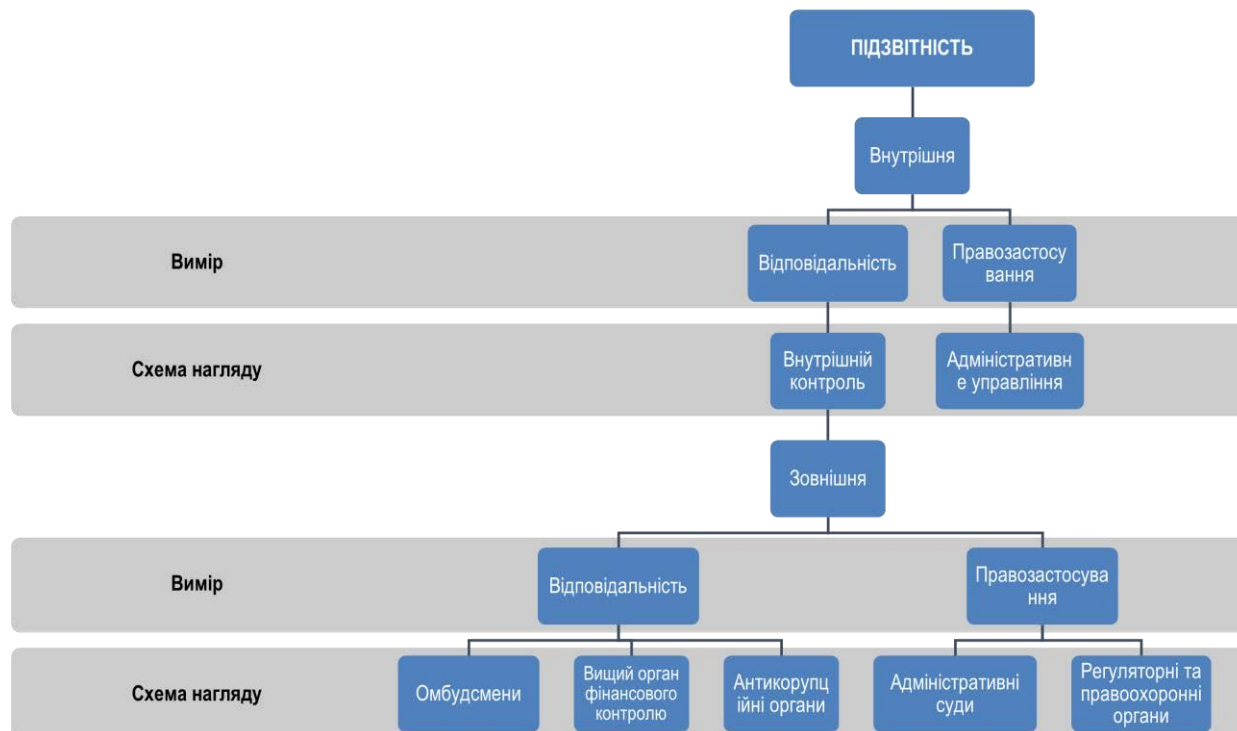 ПІДЗВІТНІСТЬ
Внутрішня
Вимір
Відповідальність
Правозастосу
вання
Схема нагляду
Внутрішній
контроль
Адміністративн
е управління
Зовнішня
Вимір
Відповідальність
Правозастосува
ння
Схема нагляду
Омбудсмени
Вищий орган
фінансового
контролю
Антикорупц
ійні органи
Адміністративні
суди
Регуляторні та
правоохоронні
органи